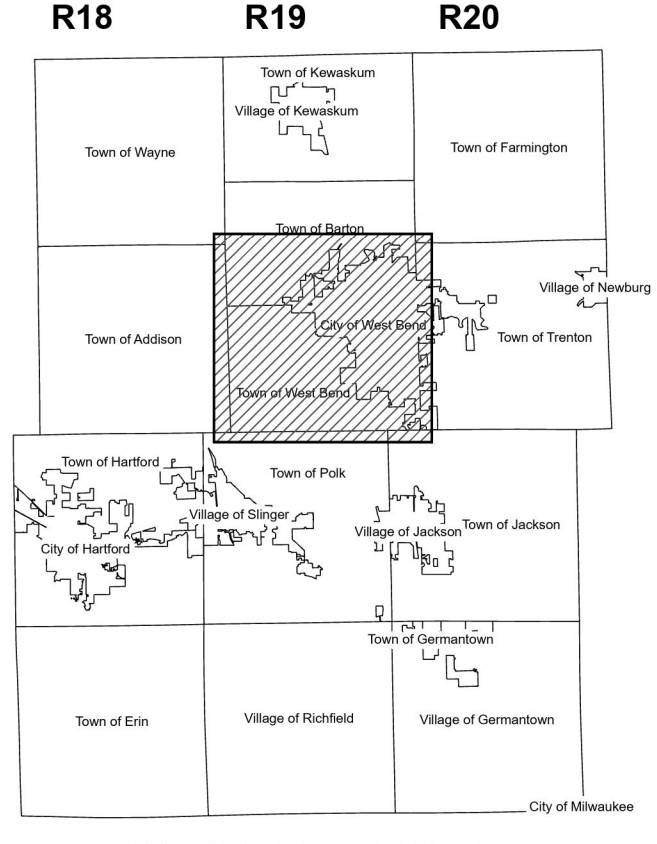 R18 R19 R20
Town of Kewaskum
Village of Kewaskum
Town of Wayne
Town of Farmington
Town of Barton
Village of Newburg
City of West Bend
Town of Addison
Town of Trenton
Town of West Bend
Town of Hartford
Town of Polk
Village of Slinger
Town of Jackson
Village of Jackson
City of Hartford
Town of Germantown
Town of Erin
Village of Richfield
Village of Germantown
City of Milwaukee